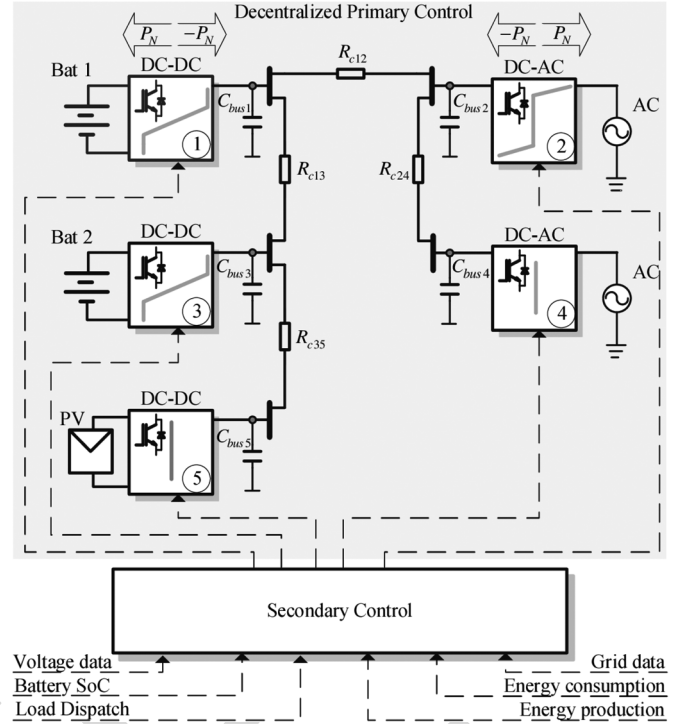 Decentralized Primary Control
P_N −P_N
−P_N P_N
R_c12
Bat 1
DC-DC
C_bus1
1
DC-AC
C_bus2
2
AC
R_c13
R_c24
Bat 2
DC-DC
C_bus3
3
DC-AC
C_bus4
4
AC
R_c35
PV
DC-DC
C_bus5
5
Secondary Control
Voltage data
Battery SoC
Load Dispatch
Grid data
Energy consumption
Energy production